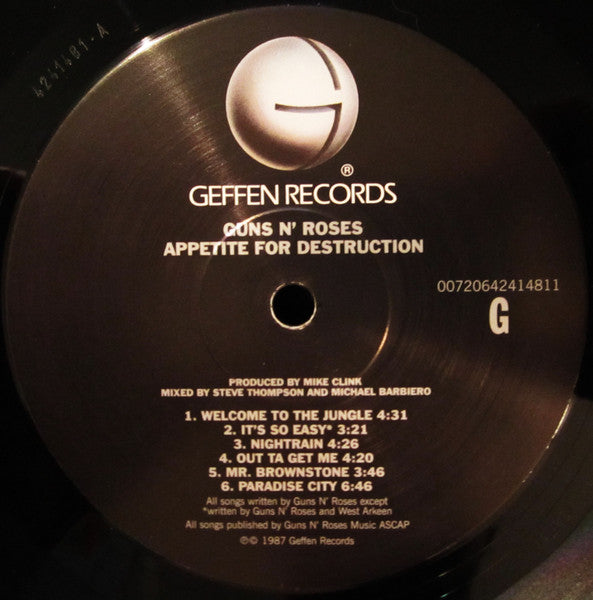 4241481-A
G
®
GEFFEN RECORDS
GUNS N' ROSES
APPETITE FOR DESTRUCTION
00720642414811
G
PRODUCED BY MIKE CLINK
MIXED BY STEVE THOMPSON AND MICHAEL BARBIERO
1. WELCOME TO THE JUNGLE 4:31
2. IT'S SO EASY* 3:21
3. NIGHTRAIN 4:26
4. OUT TA GET ME 4:20
5. MR. BROWNSTONE 3:46
6. PARADISE CITY 6:46
All songs written by Guns N' Roses except
*written by Guns N' Roses and West Arkeen
All songs published by Guns N' Roses Music ASCAP
℗© 1987 Geffen Records